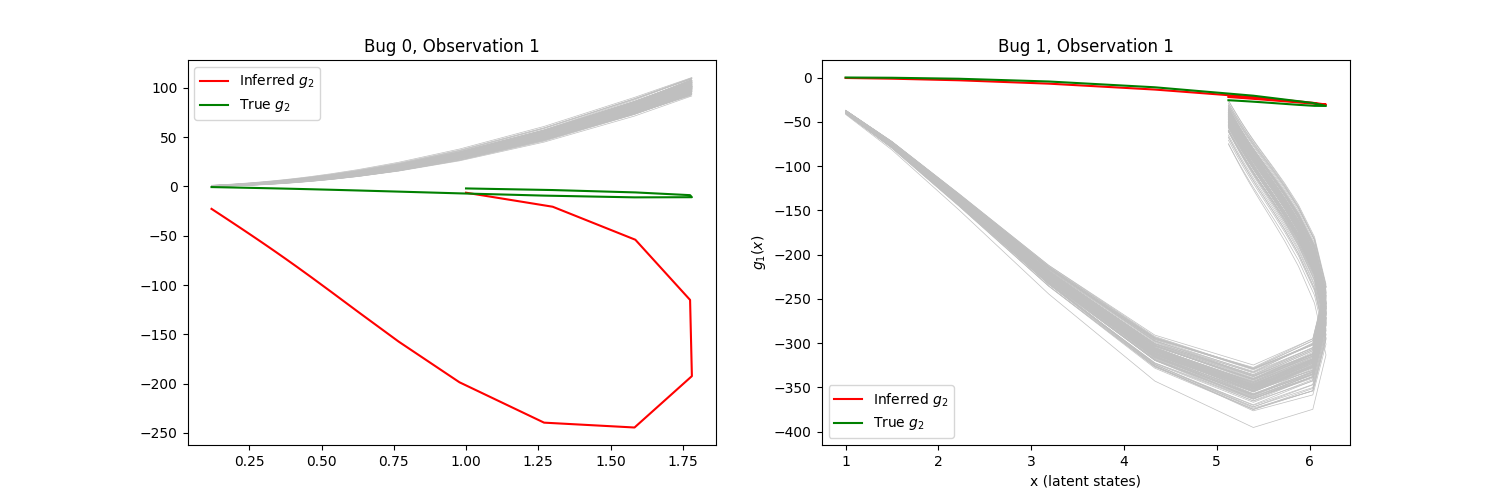 Bug 0, Observation 1
Inferred g₂
True g₂
100
50
0
−50
−100
−150
−200
−250
0.25 0.50 0.75 1.00 1.25 1.50 1.75
Bug 1, Observation 1
0
−50
−100
−150
−200
−250
−300
−350
−400
g₁(x)
Inferred g₂
True g₂
1 2 3 4 5 6
x (latent states)